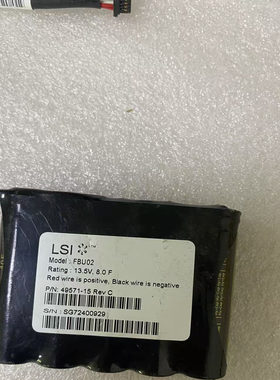 LSI
Model : FBU02
Rating : 13.5V, 8.0 F
Red wire is positive, Black wire is negative
P/N: 49571-15 Rev C
S/N : SG72400929